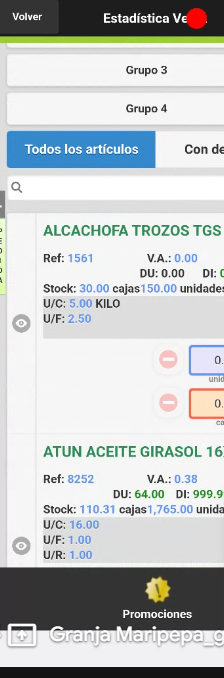 Volver
Estadística Ve
Grupo 3
Grupo 4
Todos los artículos
Con de
ALCACHOFA TROZOS TGS
Ref: 1561 V.A.: 0.00
DU: 0.00 DI: 0
Stock: 30.00 cajas150.00 unidades
U/C: 5.00 KILO
U/F: 2.50
0.
unid
0.
ca
ATUN ACEITE GIRASOL 16
Ref: 8252 V.A.: 0.38
DU: 64.00 DI: 999.9
Stock: 110.31 cajas1,765.00 unida
U/C: 16.00
U/F: 1.00
U/R: 1.00
Promociones
Granja Maripepa_g